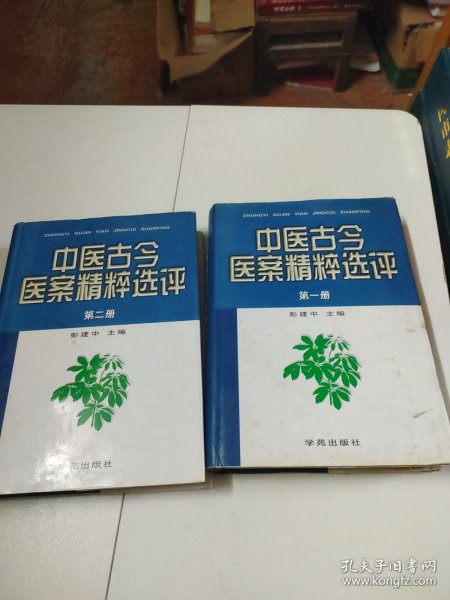 ZHONGYI GUJIN YIAN JINGCUI XUANPING
中医古今
医案精粹选评
第二册
彭建中 主编
学苑出版社
ZHONGYI GUJIN YIAN JINGCUI XUANPING
中医古今
医案精粹选评
第一册
彭建中 主编
学苑出版社
孔夫子旧书网
www.kongfz.com